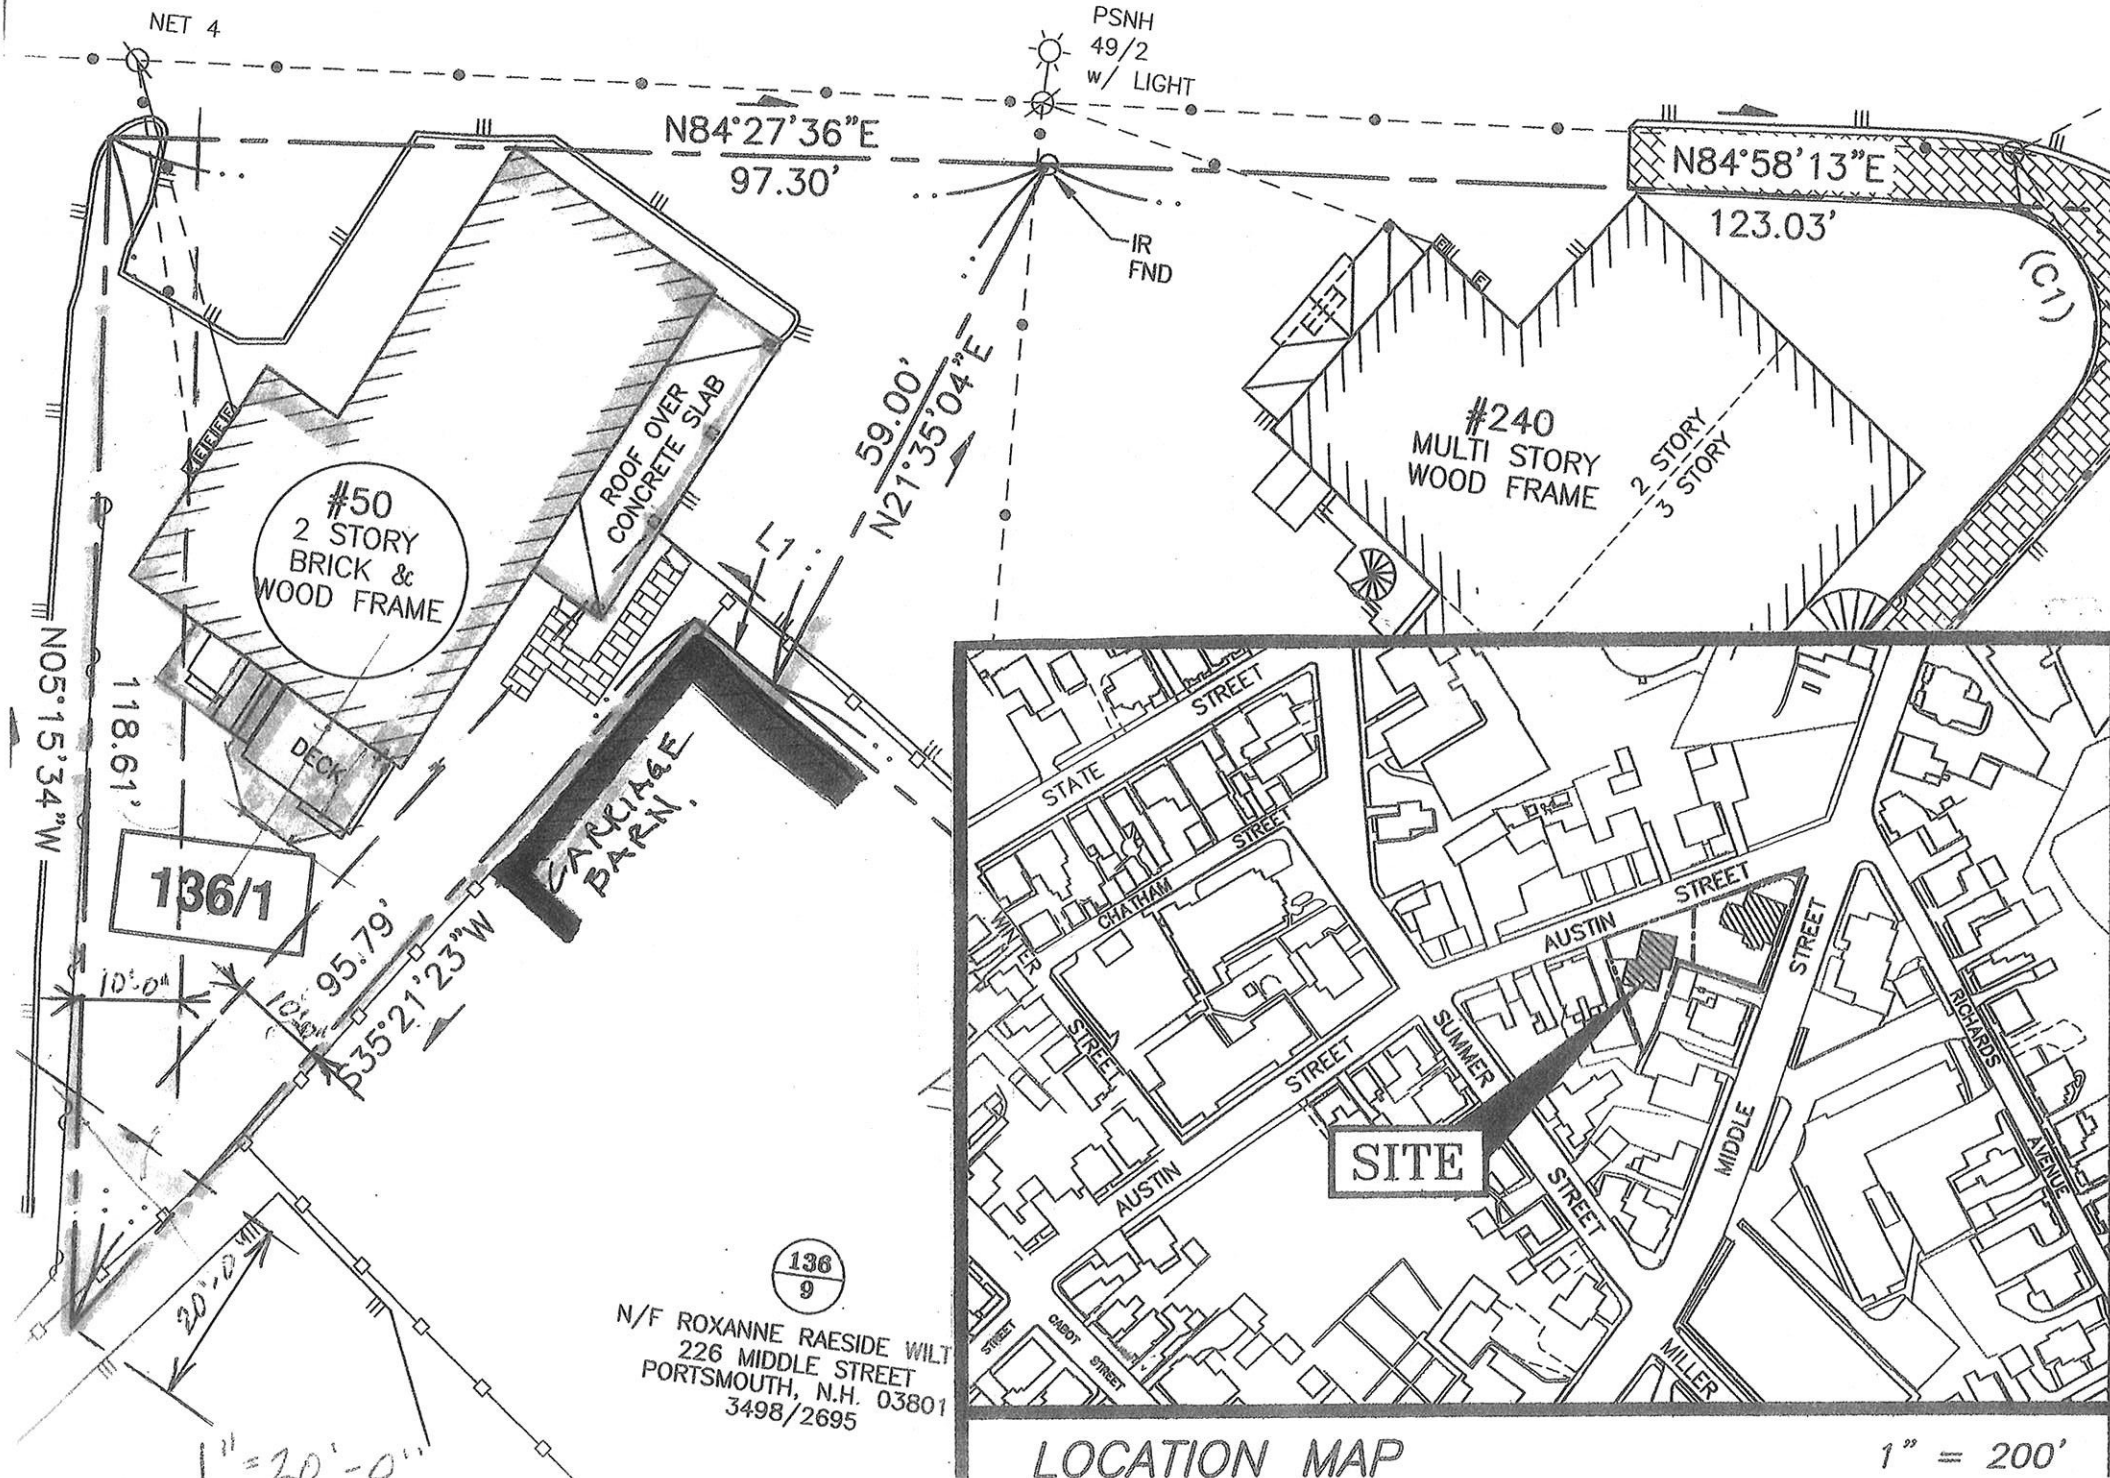 NET 4
PSNH
49/2
w/ LIGHT
N84°27'36"E
97.30'
N84°58'13"E
123.03'
(C1)
IR
FND
59.00'
N21°35'04"E
ROOF OVER
CONCRETE SLAB
#50
2 STORY
BRICK &
WOOD FRAME
E
F
#240
MULTI STORY
WOOD FRAME
2 STORY
3 STORY
L1
DECK
N05°15'34"W
118.61'
136/1
CARRIAGE
BARN.
95.79'
S35°21'23"W
10'-0"
10'-0"
20'-0"
1" = 20'-0"
136
9
N/F ROXANNE RAESIDE WILT
226 MIDDLE STREET
PORTSMOUTH, N.H. 03801
3498/2695
STATE STREET
CHATHAM STREET
WINTER STREET
AUSTIN STREET
AUSTIN STREET
SUMMER STREET
MIDDLE STREET
RICHARDS AVENUE
CABOT STREET
STREET
MILLER
SITE
LOCATION MAP
1" = 200'